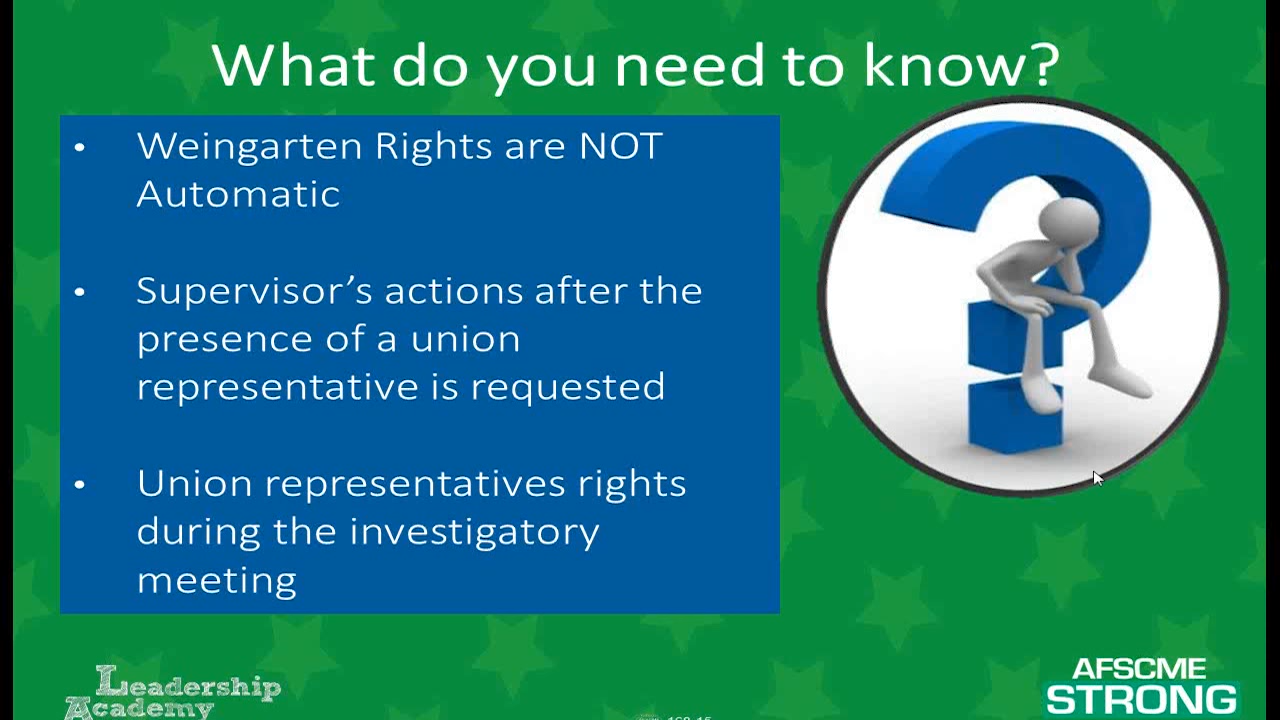 What do you need to know?
• Weingarten Rights are NOT
Automatic
• Supervisor’s actions after the
presence of a union
representative is requested
• Union representatives rights
during the investigatory
meeting
Leadership
Academy
AFSCME
STRONG